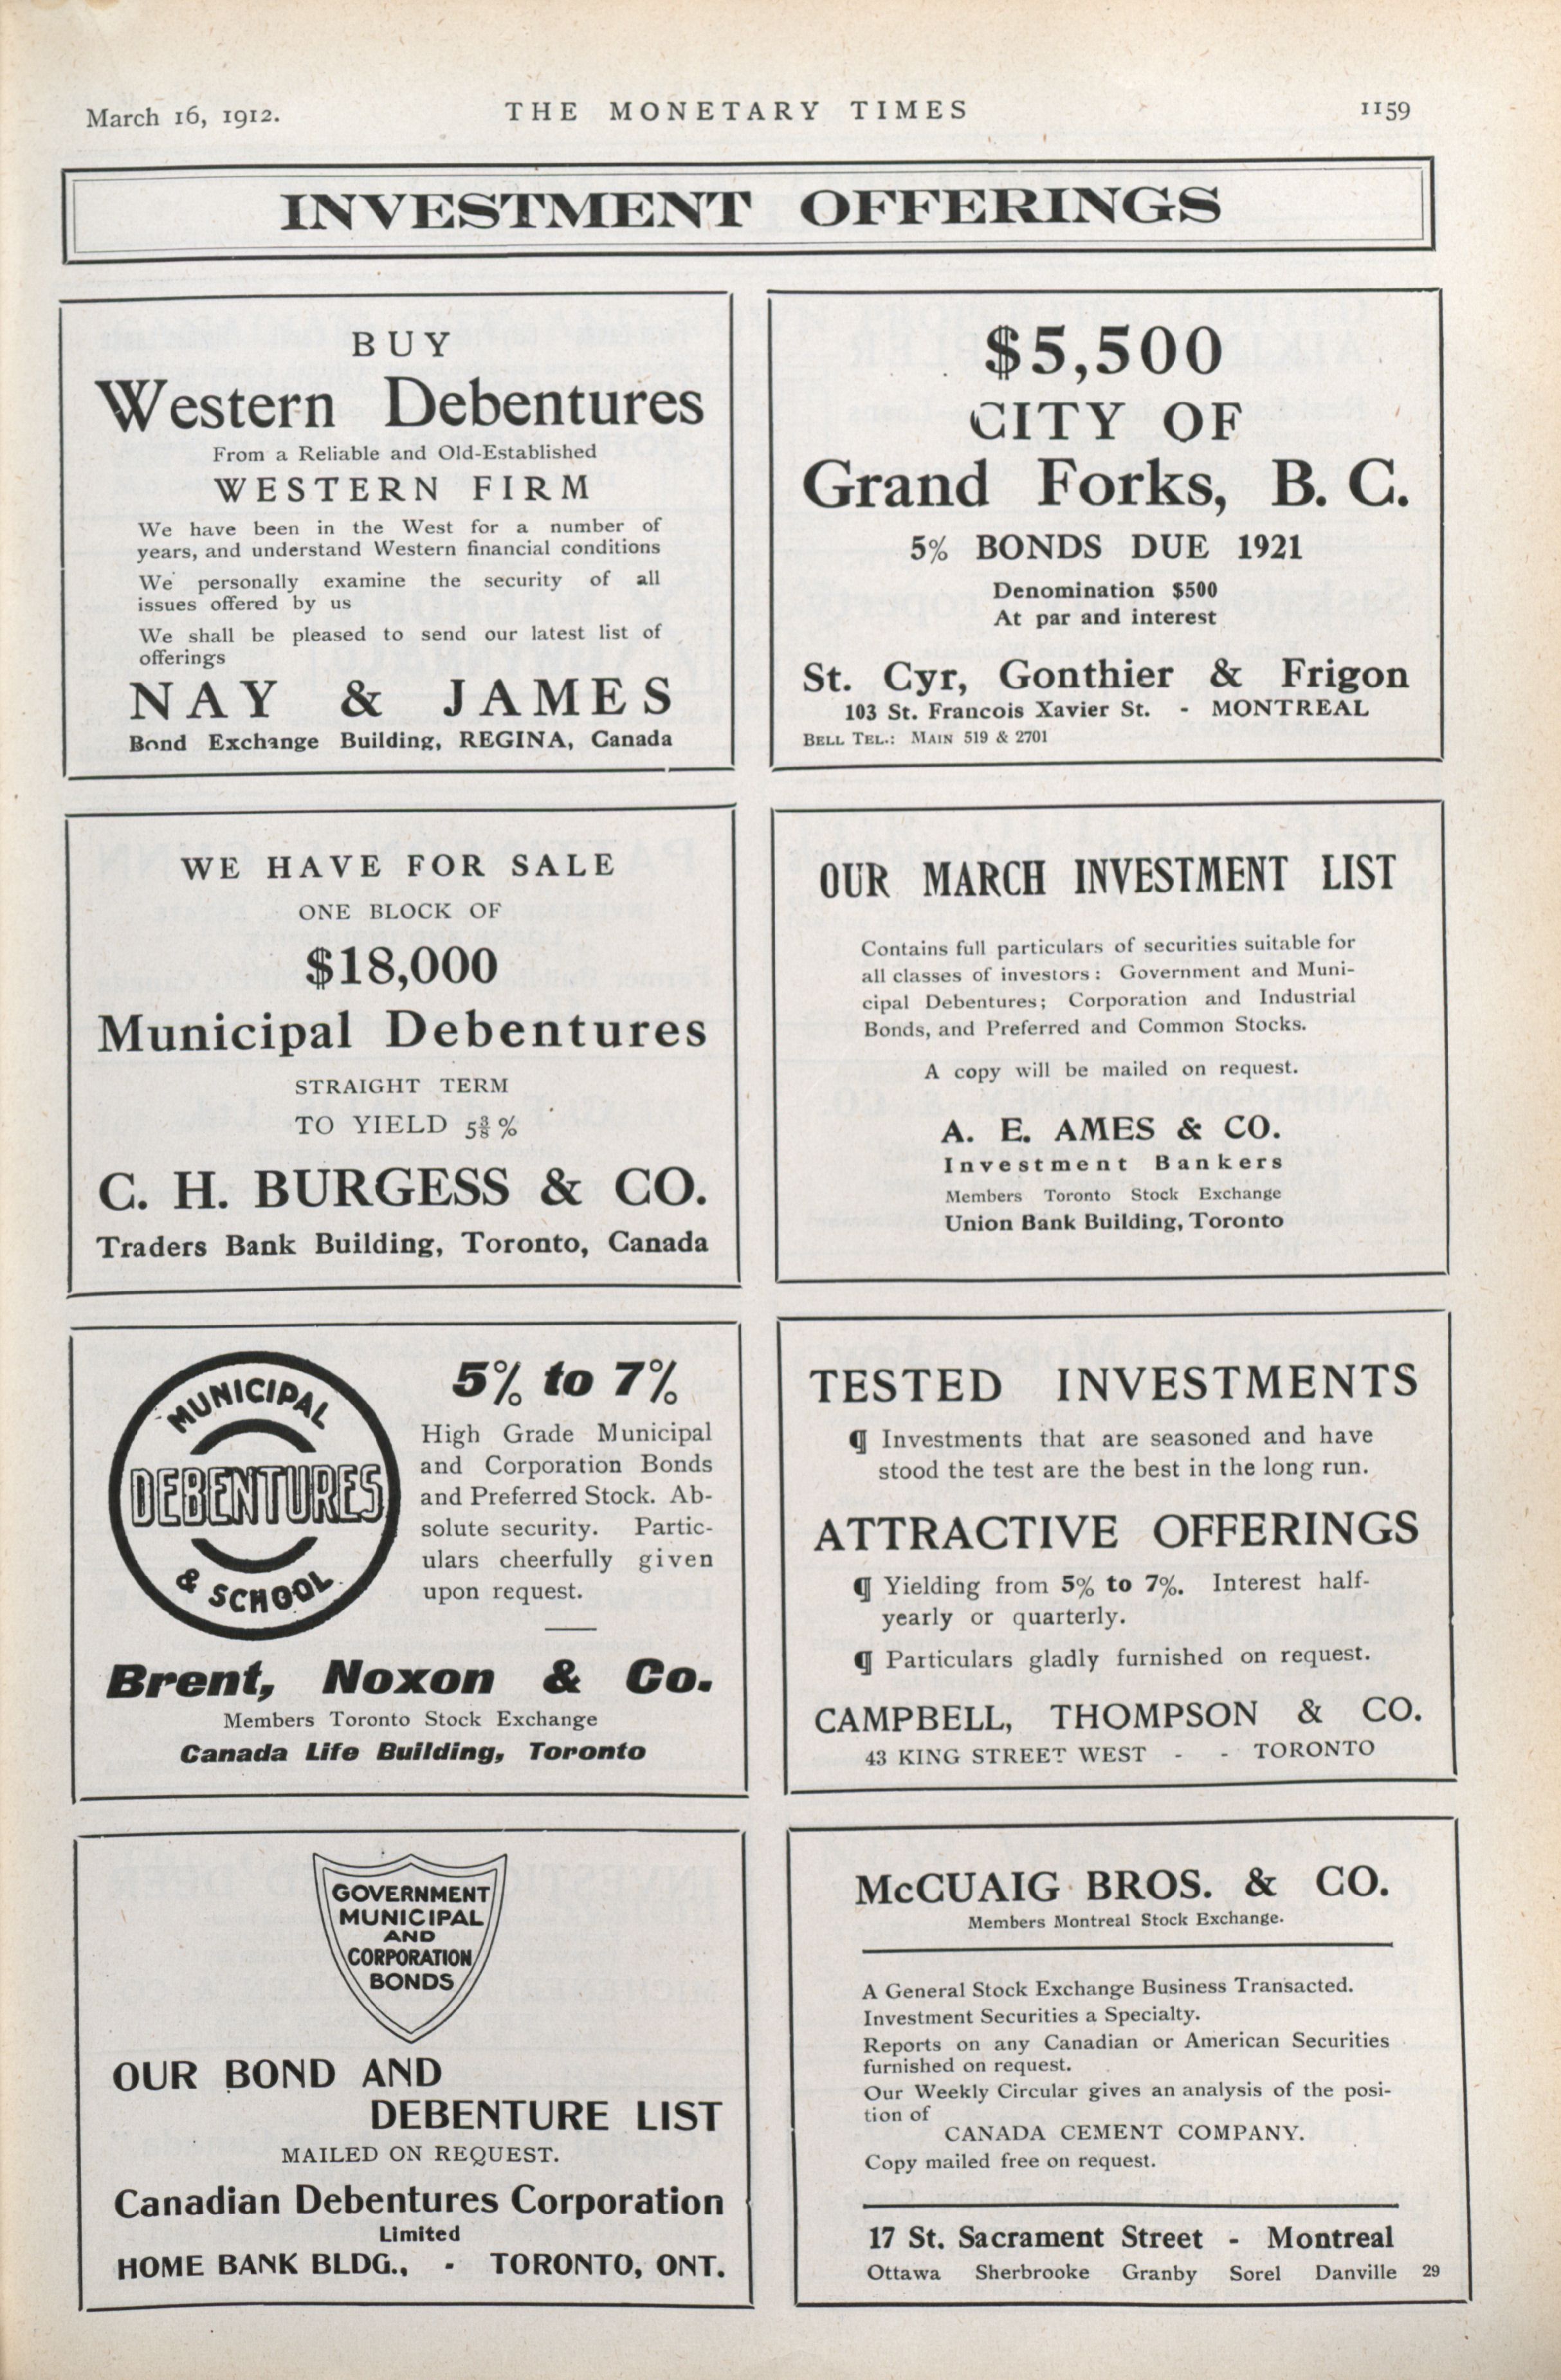 March 16, 1912.
THE MONETARY TIMES
1159
INVESTMENT OFFERINGS
BUY
Western Debentures
From a Reliable and Old-Established
WESTERN FIRM
We have been in the West for a number of
years, and understand Western financial conditions
We personally examine the security of all
issues offered by us
We shall be pleased to send our latest list of
offerings
NAY & JAMES
Bond Exchange Building, REGINA, Canada
$5,500
CITY OF
Grand Forks, B. C.
5% BONDS DUE 1921
Denomination $500
At par and interest
St. Cyr, Gonthier & Frigon
103 St. Francois Xavier St. - MONTREAL
BELL TEL.: MAIN 519 & 2701
WE HAVE FOR SALE
ONE BLOCK OF
$18,000
Municipal Debentures
STRAIGHT TERM
TO YIELD 5⅜%
C. H. BURGESS & CO.
Traders Bank Building, Toronto, Canada
OUR MARCH INVESTMENT LIST
Contains full particulars of securities suitable for
all classes of investors: Government and Muni-
cipal Debentures; Corporation and Industrial
Bonds, and Preferred and Common Stocks.
A copy will be mailed on request.
A. E. AMES & CO.
Investment Bankers
Members Toronto Stock Exchange
Union Bank Building, Toronto
MUNICIPAL
DEBENTURES
& SCHOOL
5% to 7%
High Grade Municipal
and Corporation Bonds
and Preferred Stock. Ab-
solute security. Partic-
ulars cheerfully given
upon request.
Brent, Noxon & Co.
Members Toronto Stock Exchange
Canada Life Building, Toronto
TESTED INVESTMENTS
¶ Investments that are seasoned and have
stood the test are the best in the long run.
ATTRACTIVE OFFERINGS
¶ Yielding from 5% to 7%. Interest half-
yearly or quarterly.
¶ Particulars gladly furnished on request.
CAMPBELL, THOMPSON & CO.
43 KING STREET WEST - - TORONTO
GOVERNMENT
MUNICIPAL
AND
CORPORATION
BONDS
OUR BOND AND
DEBENTURE LIST
MAILED ON REQUEST.
Canadian Debentures Corporation
Limited
HOME BANK BLDG., - TORONTO, ONT.
McCUAIG BROS. & CO.
Members Montreal Stock Exchange.
A General Stock Exchange Business Transacted.
Investment Securities a Specialty.
Reports on any Canadian or American Securities
furnished on request.
Our Weekly Circular gives an analysis of the posi-
tion of
CANADA CEMENT COMPANY.
Copy mailed free on request.
17 St. Sacrament Street - Montreal
Ottawa Sherbrooke Granby Sorel Danville 29